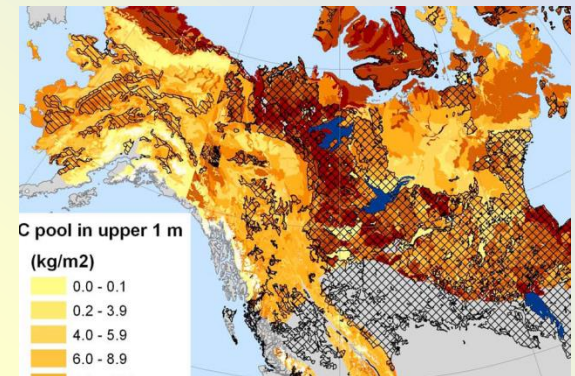 C pool in upper 1 m
(kg/m2)
0.0 - 0.1
0.2 - 3.9
4.0 - 5.9
6.0 - 8.9